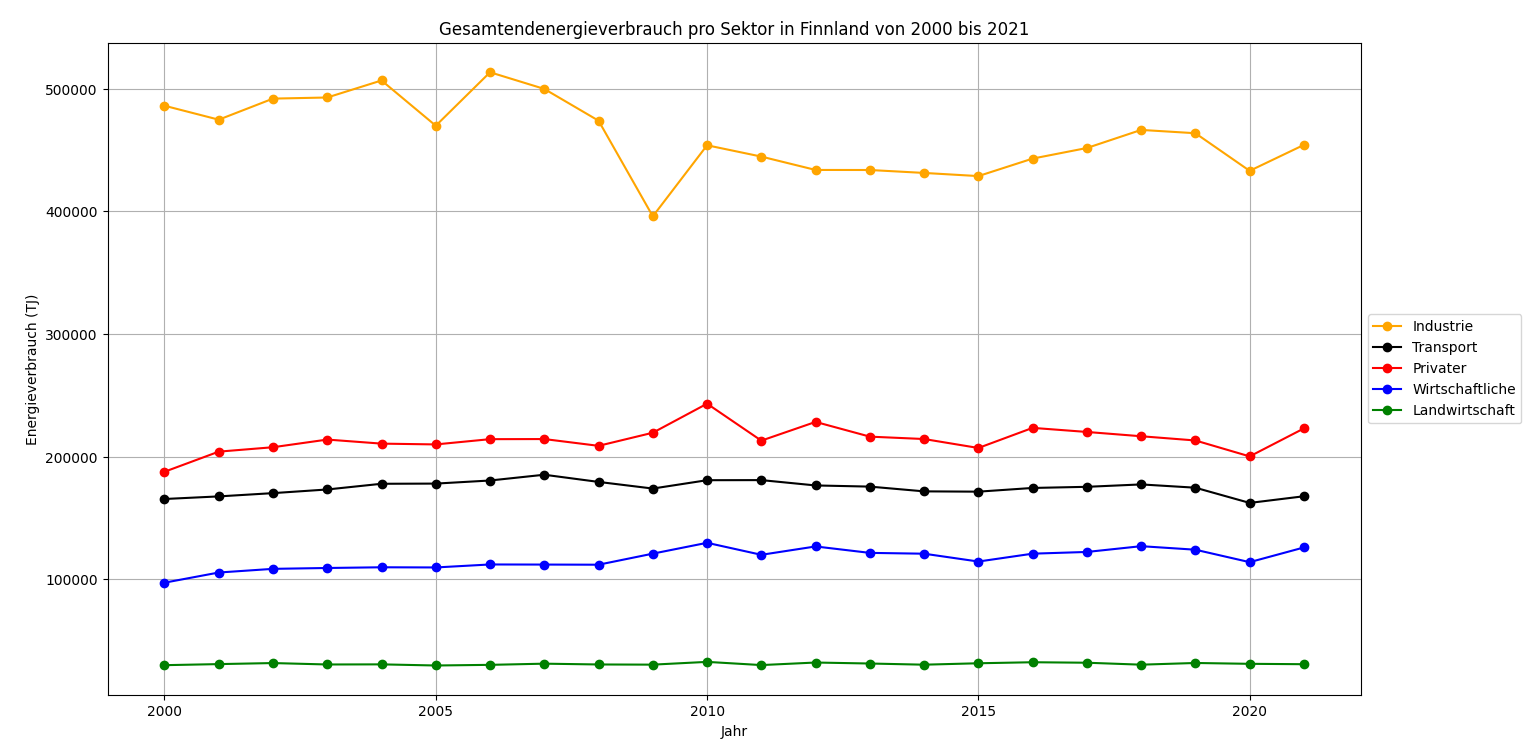 Gesamtendenergieverbrauch pro Sektor in Finnland von 2000 bis 2021
Energieverbrauch (TJ)
500000
400000
300000
200000
100000
2000
2005
2010
2015
2020
Jahr
Industrie
Transport
Privater
Wirtschaftliche
Landwirtschaft